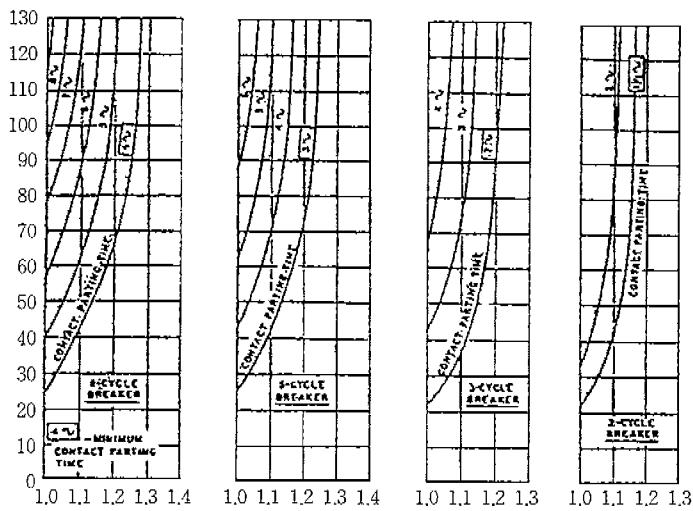 130
120
110
100
90
80
70
60
50
40
30
20
10
0
CONTACT PARTING TIME
8-CYCLE
BREAKER
4~
-MINIMUM
CONTACT PARTING
TIME
1.0 1.1 1.2 1.3 1.4
4~
3~
CONTACT PARTING TIME
5-CYCLE
BREAKER
1.0 1.1 1.2 1.3 1.4
3~
CONTACT PARTING TIME
3-CYCLE
BREAKER
1.0 1.1 1.2 1.3
2~
CONTACT PARTING TIME
2-CYCLE
BREAKER
1.0 1.1 1.2 1.3